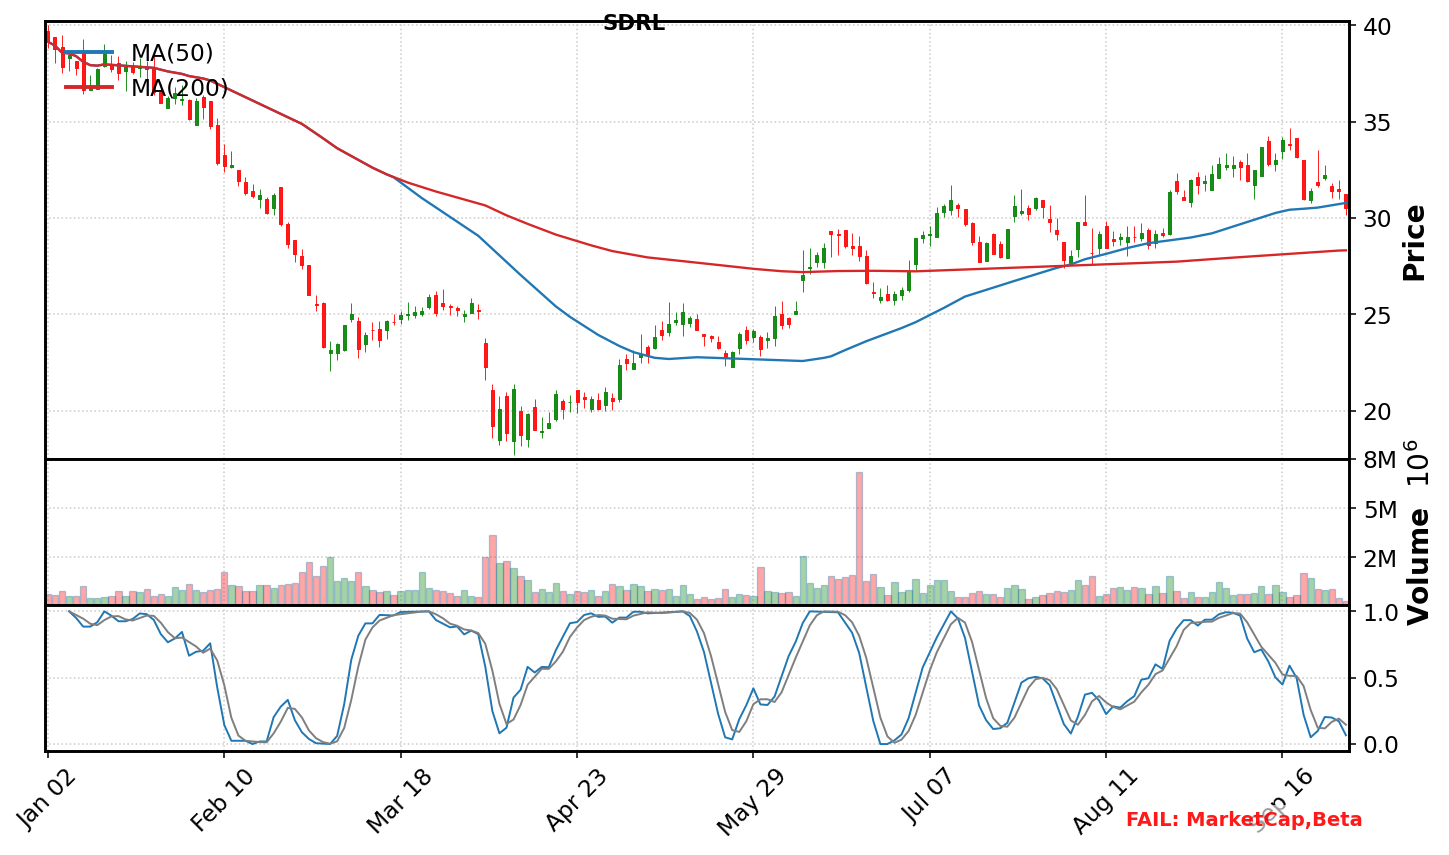 SDRL
MA(50)
MA(200)
40
35
30
25
20
Price
8M
5M
2M
Volume 10^6
1.0
0.5
0.0
Jan 02
Feb 10
Mar 18
Apr 23
May 29
Jul 07
Aug 11
Sep 16
FAIL: MarketCap,Beta